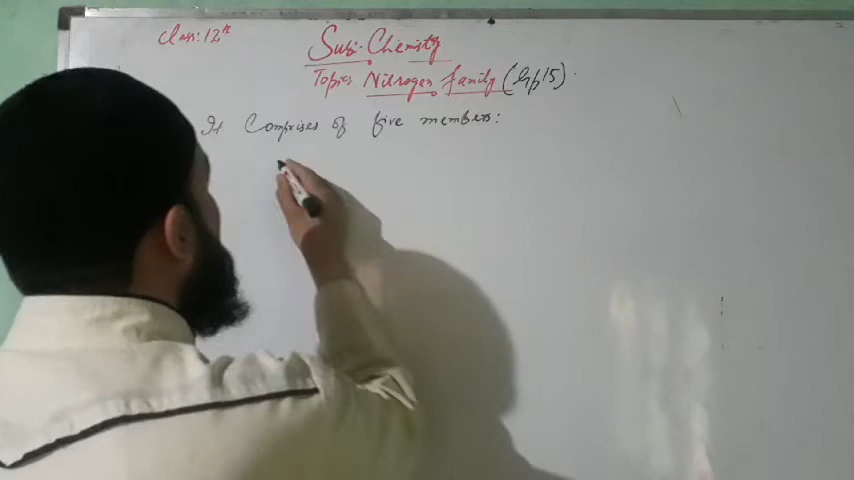 Class: 12th
Sub: Chemistry
Topic: Nitrogen family (Gp 15).
It Comprises of five members: